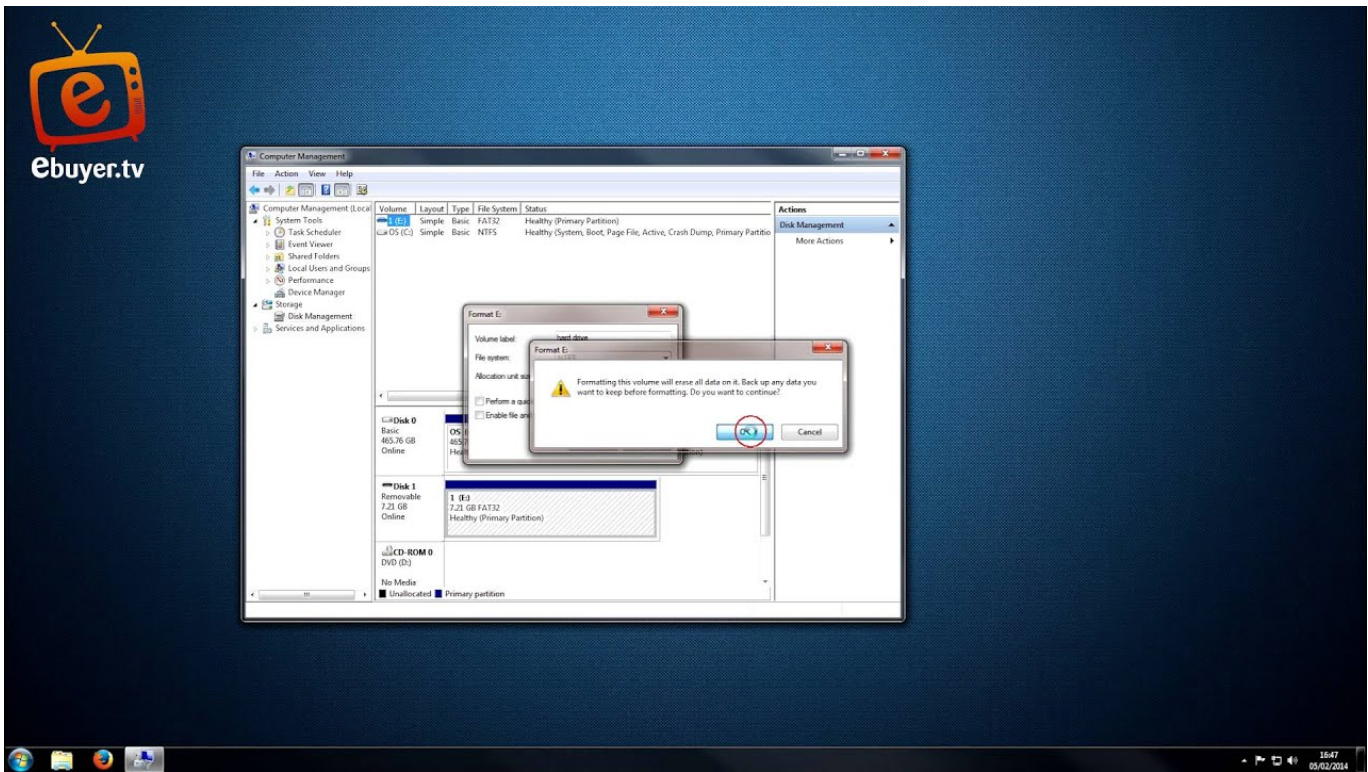 e
ebuyer.tv
Computer Management
File Action View Help
Computer Management (Local
System Tools
Task Scheduler
Event Viewer
Shared Folders
Local Users and Groups
Performance
Device Manager
Storage
Disk Management
Services and Applications
Volume Layout Type File System Status
1 (E:) Simple Basic FAT32 Healthy (Primary Partition)
OS (C:) Simple Basic NTFS Healthy (System, Boot, Page File, Active, Crash Dump, Primary Partitio
Actions
Disk Management
More Actions
Format E:
Volume label: hard drive
File system: NTFS
Allocation unit
Perform a
Enable file
Format E:
Formatting this volume will erase all data on it. Back up any data you
want to keep before formatting. Do you want to continue?
Cancel
Disk 0
Basic
465.76 GB
Online
OS
Disk 1
Removable
7.21 GB
Online
1 (E:)
7.21 GB FAT32
Healthy (Primary Partition)
CD-ROM 0
DVD (D:)
No Media
Unallocated Primary partition
16:47
05/02/2014